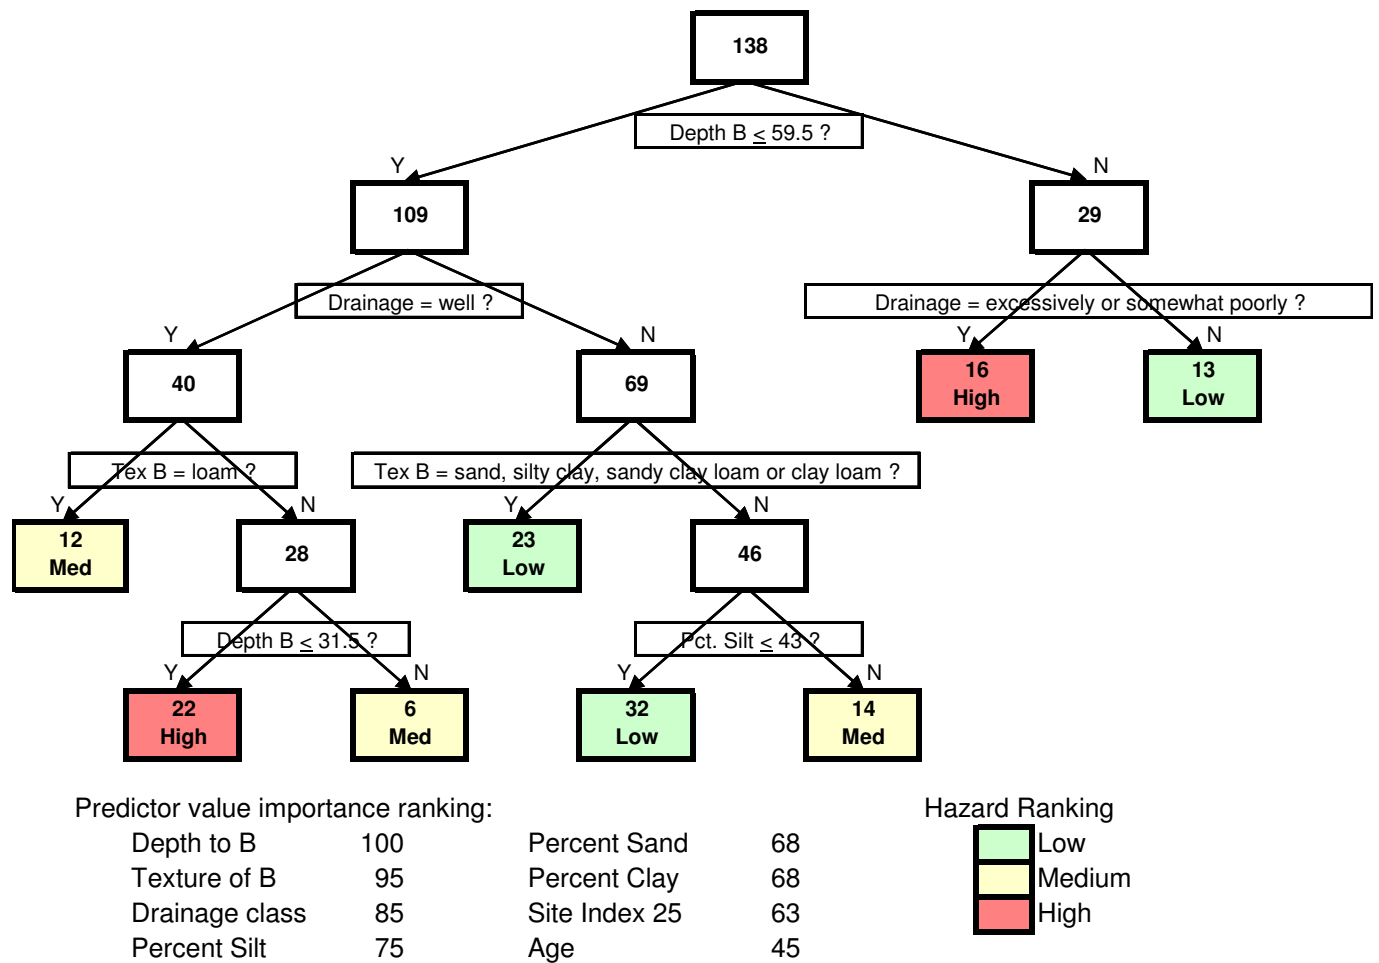 138
Depth B ≤ 59.5 ?
Y
N
109
29
Drainage = well ?
Drainage = excessively or somewhat poorly ?
Y
N
Y
N
40
69
16
High
13
Low
Tex B = loam ?
Tex B = sand, silty clay, sandy clay loam or clay loam ?
Y
N
Y
N
12
Med
28
23
Low
46
Depth B ≤ 31.5 ?
Pct. Silt ≤ 43 ?
Y
N
Y
N
22
High
6
Med
32
Low
14
Med
Predictor value importance ranking:
Depth to B 100
Texture of B 95
Drainage class 85
Percent Silt 75
Percent Sand 68
Percent Clay 68
Site Index 25 63
Age 45
Hazard Ranking
Low
Medium
High